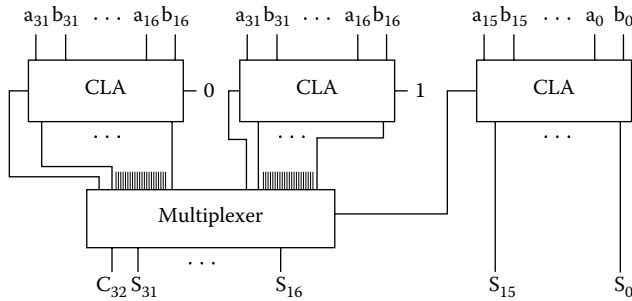 a₃₁ b₃₁ · · · a₁₆ b₁₆ a₃₁ b₃₁ · · · a₁₆ b₁₆ a₁₅ b₁₅ · · · a₀ b₀
CLA 0 CLA 1 CLA
· · · · · · · · ·
Multiplexer
· · ·
C₃₂ S₃₁ S₁₆ S₁₅ S₀